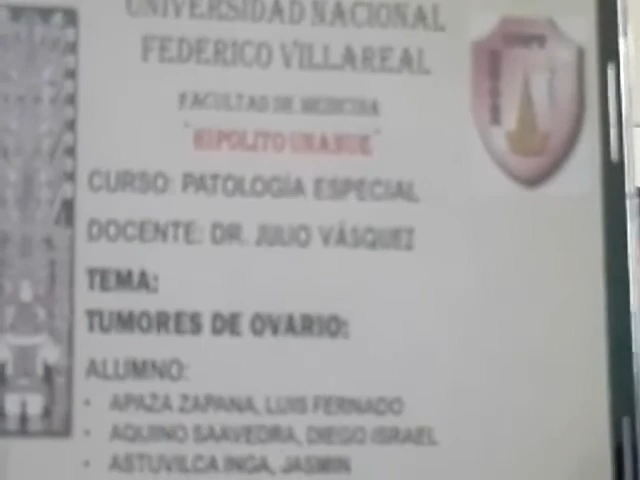 UNIVERSIDAD NACIONAL
FEDERICO VILLAREAL
FACULTAD DE MEDICINA
"HIPOLITO UNANUE"
CURSO: PATOLOGÍA ESPECIAL
DOCENTE: DR. JULIO VÁSQUEZ
TEMA:
TUMORES DE OVARIO:
ALUMNO:
• APAZA ZAPANA, LUIS FERNADO
• AQUINO SAAVEDRA, DIEGO ISRAEL
• ASTUVILCA INGA, JASMIN